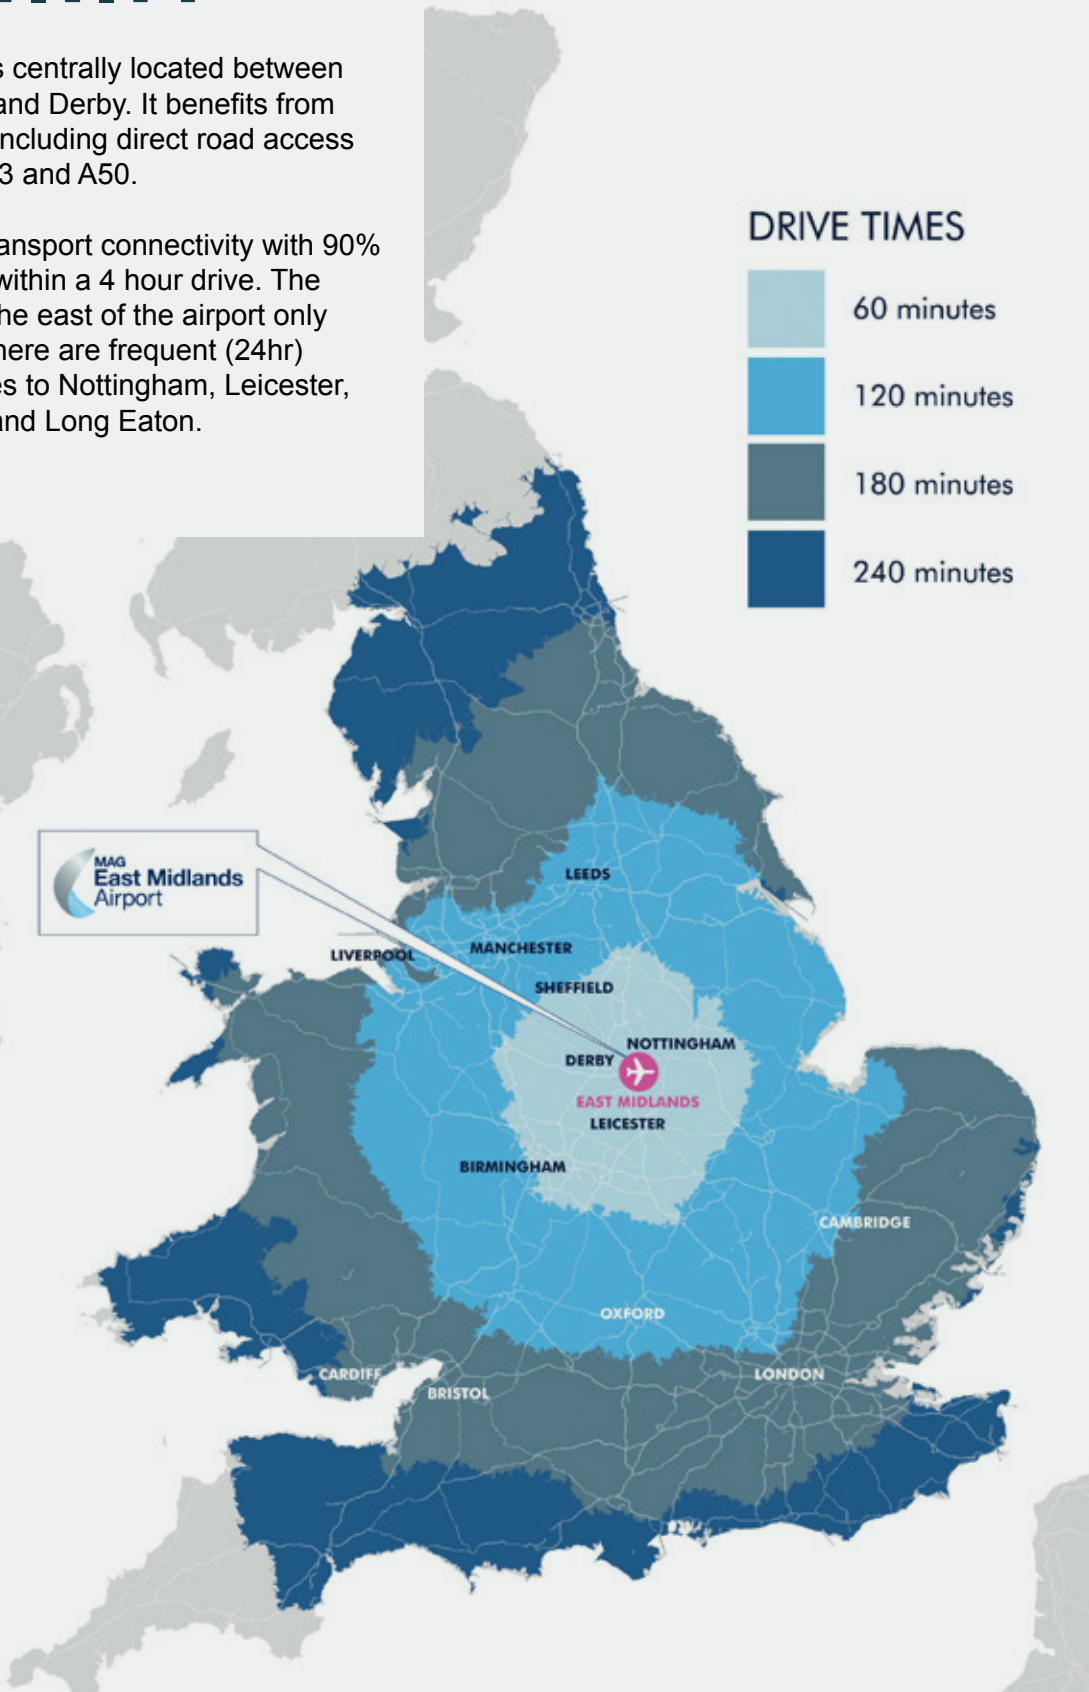 s centrally located between
and Derby. It benefits from
ncluding direct road access
3 and A50.
ransport connectivity with 90%
within a 4 hour drive. The
he east of the airport only
here are frequent (24hr)
es to Nottingham, Leicester,
and Long Eaton.
DRIVE TIMES
60 minutes
120 minutes
180 minutes
240 minutes
MAG
East Midlands
Airport
LEEDS
LIVERPOOL
MANCHESTER
SHEFFIELD
NOTTINGHAM
DERBY
EAST MIDLANDS
LEICESTER
BIRMINGHAM
CAMBRIDGE
OXFORD
CARDIFF
BRISTOL
LONDON